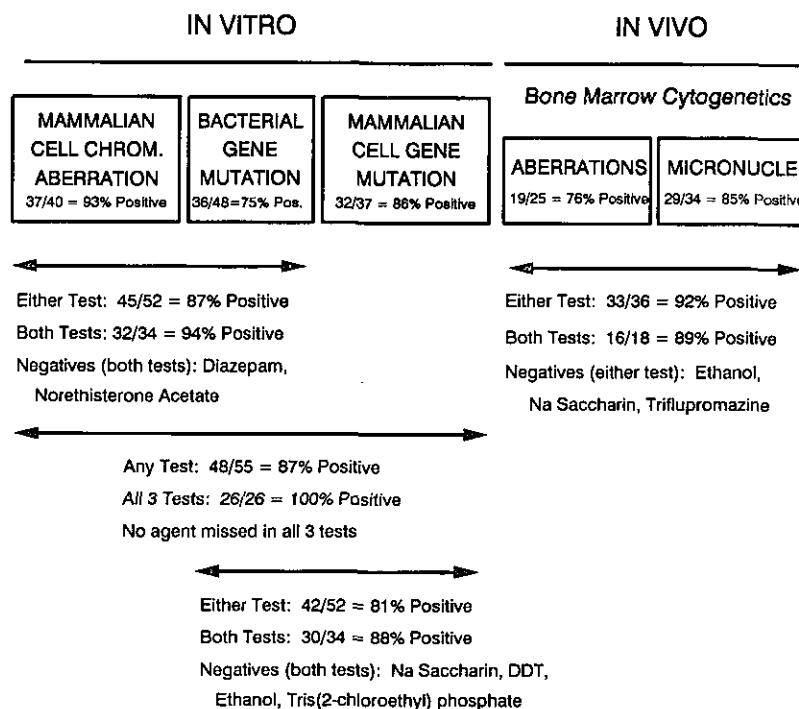 IN VITRO
IN VIVO
Bone Marrow Cytogenetics
MAMMALIAN
CELL CHROM.
ABERRATION
37/40 = 93% Positive
BACTERIAL
GENE
MUTATION
36/48=75% Pos.
MAMMALIAN
CELL GENE
MUTATION
32/37 = 86% Positive
ABERRATIONS
19/25 = 76% Positive
MICRONUCLE
29/34 = 85% Positive
Either Test: 45/52 = 87% Positive
Both Tests: 32/34 = 94% Positive
Negatives (both tests): Diazepam,
Norethisterone Acetate
Either Test: 33/36 = 92% Positive
Both Tests: 16/18 = 89% Positive
Negatives (either test): Ethanol,
Na Saccharin, Triflupromazine
Any Test: 48/55 = 87% Positive
All 3 Tests: 26/26 = 100% Positive
No agent missed in all 3 tests
Either Test: 42/52 = 81% Positive
Both Tests: 30/34 = 88% Positive
Negatives (both tests): Na Saccharin, DDT,
Ethanol, Tris(2-chloroethyl) phosphate